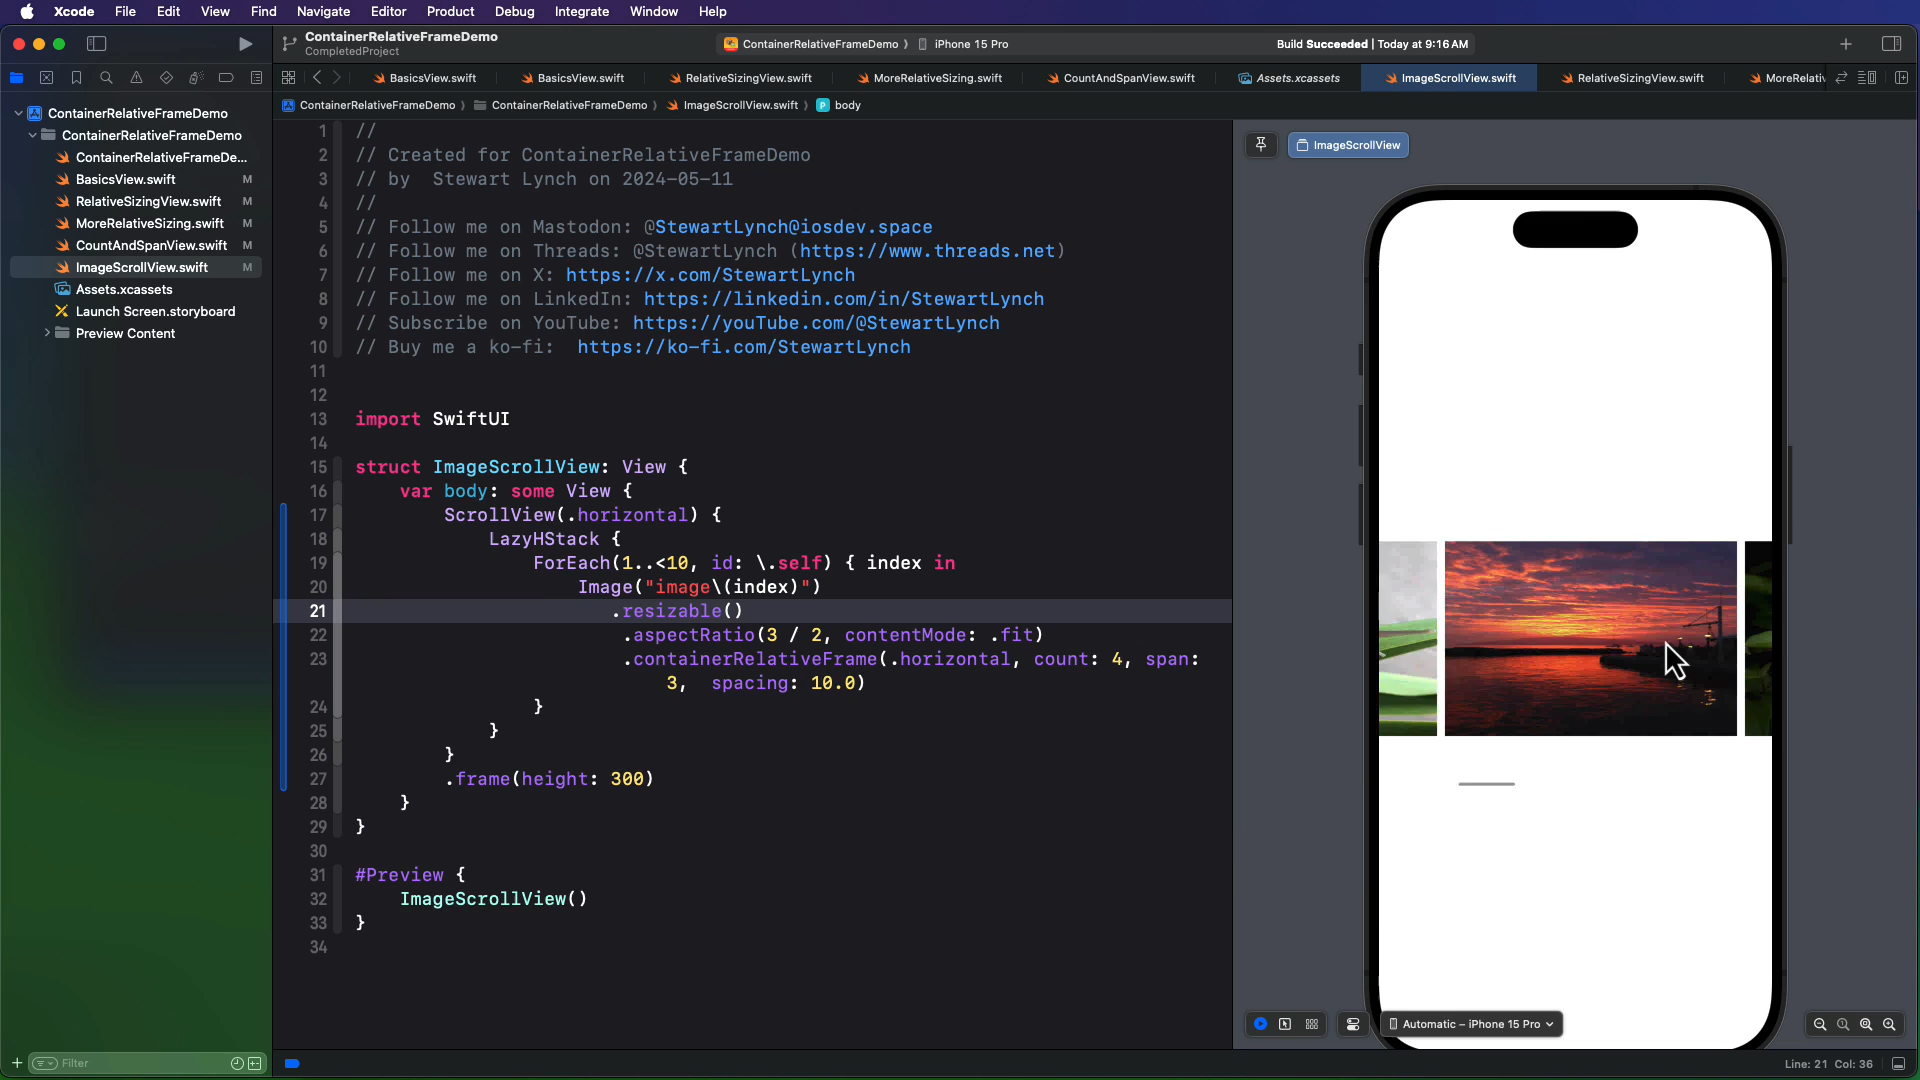 Xcode File Edit View Find Navigate Editor Product Debug Integrate Window Help
ContainerRelativeFrameDemo
CompletedProject
ContainerRelativeFrameDemo 〉 iPhone 15 Pro
Build Succeeded | Today at 9:16 AM
BasicsView.swift BasicsView.swift RelativeSizingView.swift MoreRelativeSizing.swift CountAndSpanView.swift Assets.xcassets ImageScrollView.swift RelativeSizingView.swift MoreRelativ
ContainerRelativeFrameDemo 〉 ContainerRelativeFrameDemo 〉 ImageScrollView.swift 〉 P body
ContainerRelativeFrameDemo
ContainerRelativeFrameDemo
ContainerRelativeFrameDe...
BasicsView.swift M
RelativeSizingView.swift M
MoreRelativeSizing.swift M
CountAndSpanView.swift M
ImageScrollView.swift M
Assets.xcassets
Launch Screen.storyboard
Preview Content
Filter
1 //
2 // Created for ContainerRelativeFrameDemo
3 // by  Stewart Lynch on 2024-05-11
4 //
5 // Follow me on Mastodon: @StewartLynch@iosdev.space
6 // Follow me on Threads: @StewartLynch (https://www.threads.net)
7 // Follow me on X: https://x.com/StewartLynch
8 // Follow me on LinkedIn: https://linkedin.com/in/StewartLynch
9 // Subscribe on YouTube: https://youTube.com/@StewartLynch
10 // Buy me a ko-fi:  https://ko-fi.com/StewartLynch
11
12
13 import SwiftUI
14
15 struct ImageScrollView: View {
16 var body: some View {
17 ScrollView(.horizontal) {
18 LazyHStack {
19 ForEach(1..<10, id: \.self) { index in
20 Image("image\(index)")
21 .resizable()
22 .aspectRatio(3 / 2, contentMode: .fit)
23 .containerRelativeFrame(.horizontal, count: 4, span:
3,  spacing: 10.0)
24 }
25 }
26 }
27 .frame(height: 300)
28 }
29 }
30
31 #Preview {
32 ImageScrollView()
33 }
34
ImageScrollView
Automatic – iPhone 15 Pro
Line: 21 Col: 36